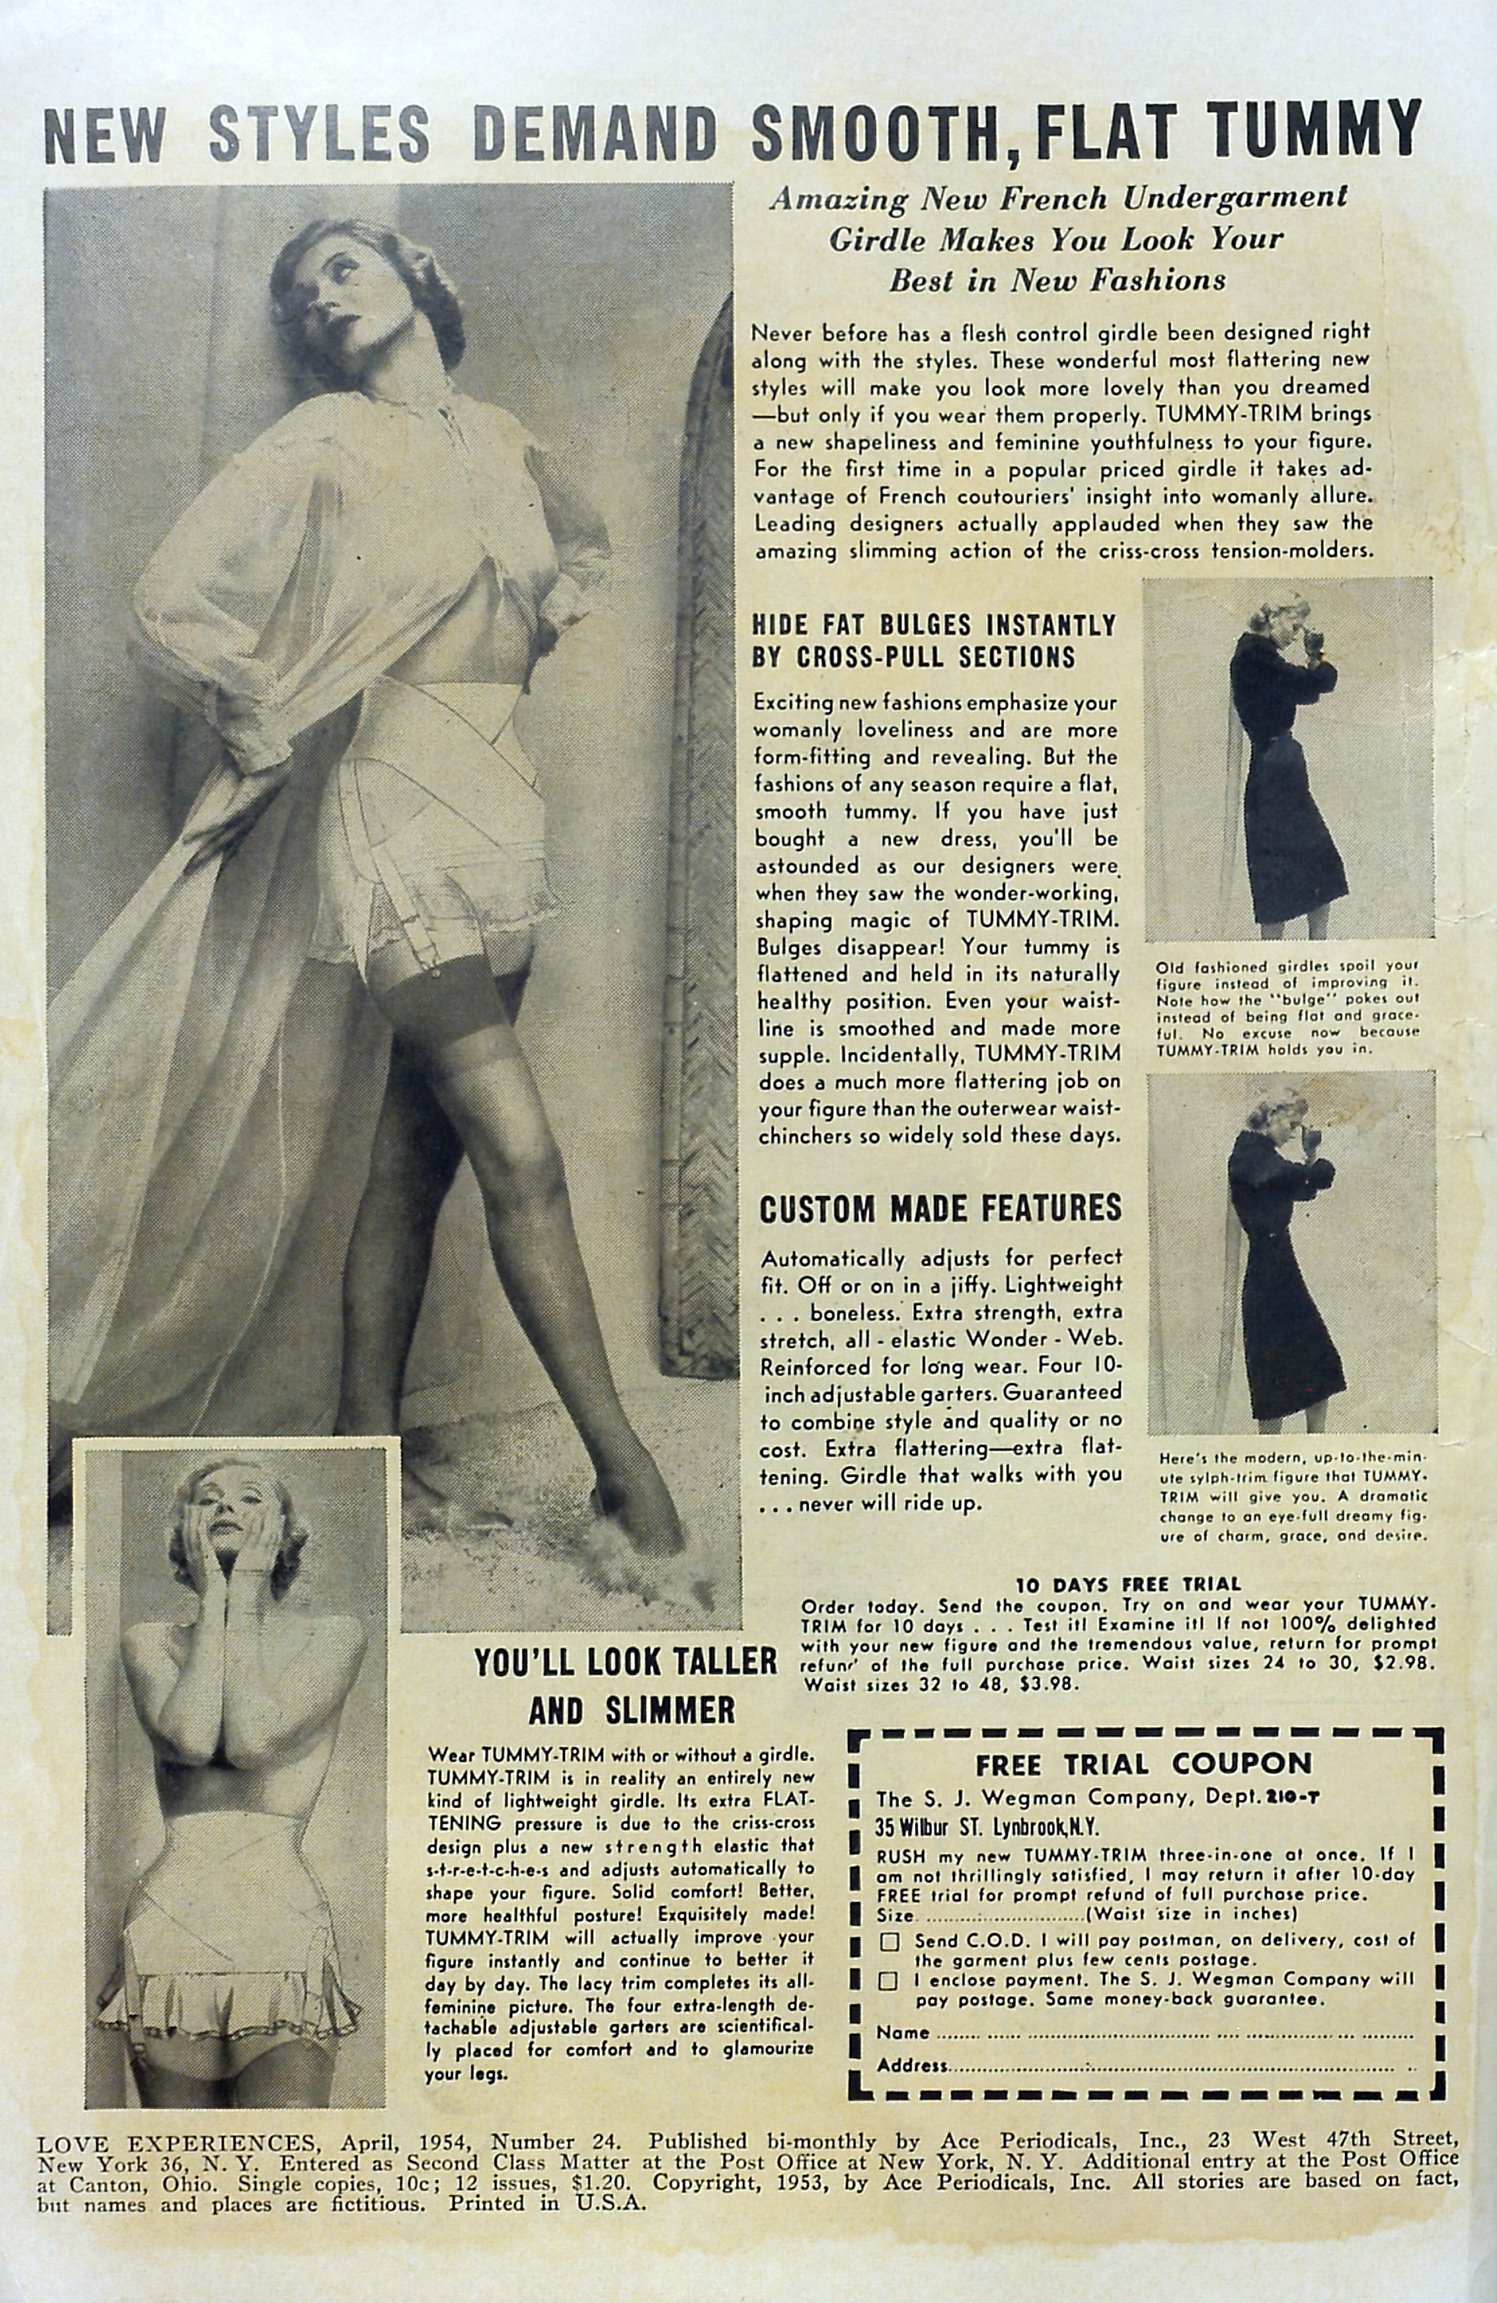 NEW STYLES DEMAND SMOOTH, FLAT TUMMY
Amazing New French Undergarment
Girdle Makes You Look Your
Best in New Fashions
Never before has a flesh control girdle been designed right
along with the styles. These wonderful most flattering new
styles will make you look more lovely than you dreamed
—but only if you wear them properly. TUMMY-TRIM brings
a new shapeliness and feminine youthfulness to your figure.
For the first time in a popular priced girdle it takes ad-
vantage of French coutouriers' insight into womanly allure.
Leading designers actually applauded when they saw the
amazing slimming action of the criss-cross tension-molders.
HIDE FAT BULGES INSTANTLY
BY CROSS-PULL SECTIONS
Exciting new fashions emphasize your
womanly loveliness and are more
form-fitting and revealing. But the
fashions of any season require a flat,
smooth tummy. If you have just
bought a new dress, you'll be
astounded as our designers were
when they saw the wonder-working,
shaping magic of TUMMY-TRIM.
Bulges disappear! Your tummy is
flattened and held in its naturally
healthy position. Even your waist-
line is smoothed and made more
supple. Incidentally, TUMMY-TRIM
does a much more flattering job on
your figure than the outerwear waist-
chinchers so widely sold these days.
Old fashioned girdles spoil your
figure instead of improving it.
Note how the "bulge" pokes out
instead of being flat and grace-
ful. No excuse now because
TUMMY-TRIM holds you in.
CUSTOM MADE FEATURES
Automatically adjusts for perfect
fit. Off or on in a jiffy. Lightweight
. . . boneless. Extra strength, extra
stretch, all - elastic Wonder - Web.
Reinforced for long wear. Four 10-
inch adjustable garters. Guaranteed
to combine style and quality or no
cost. Extra flattering—extra flat-
tening. Girdle that walks with you
. . . never will ride up.
Here's the modern, up-to-the-min-
ute sylph-trim figure that TUMMY-
TRIM will give you. A dramatic
change to an eye-full dreamy fig-
ure of charm, grace, and desire.
10 DAYS FREE TRIAL
Order today. Send the coupon. Try on and wear your TUMMY-
TRIM for 10 days . . . Test it! Examine it! If not 100% delighted
with your new figure and the tremendous value, return for prompt
refund of the full purchase price. Waist sizes 24 to 30, $2.98.
Waist sizes 32 to 48, $3.98.
YOU'LL LOOK TALLER
AND SLIMMER
Wear TUMMY-TRIM with or without a girdle.
TUMMY-TRIM is in reality an entirely new
kind of lightweight girdle. Its extra FLAT-
TENING pressure is due to the criss-cross
design plus a new strength elastic that
s-t-r-e-t-c-h-e-s and adjusts automatically to
shape your figure. Solid comfort! Better,
more healthful posture! Exquisitely made!
TUMMY-TRIM will actually improve your
figure instantly and continue to better it
day by day. The lacy trim completes its all-
feminine picture. The four extra-length de-
tachable adjustable garters are scientifical-
ly placed for comfort and to glamourize
your legs.
FREE TRIAL COUPON
The S. J. Wegman Company, Dept. 210-T
35 Wilbur ST. Lynbrook, N.Y.
RUSH my new TUMMY-TRIM three-in-one at once. If I
am not thrillingly satisfied, I may return it after 10-day
FREE trial for prompt refund of full purchase price.
Size ..............................(Waist size in inches)
Send C.O.D. I will pay postman, on delivery, cost of
the garment plus few cents postage.
I enclose payment. The S. J. Wegman Company will
pay postage. Same money-back guarantee.
Name ..............................
Address..............................
LOVE EXPERIENCES, April, 1954, Number 24. Published bi-monthly by Ace Periodicals, Inc., 23 West 47th Street,
New York 36, N. Y. Entered as Second Class Matter at the Post Office at New York, N. Y. Additional entry at the Post Office
at Canton, Ohio. Single copies, 10c; 12 issues, $1.20. Copyright, 1953, by Ace Periodicals, Inc. All stories are based on fact,
but names and places are fictitious. Printed in U.S.A.